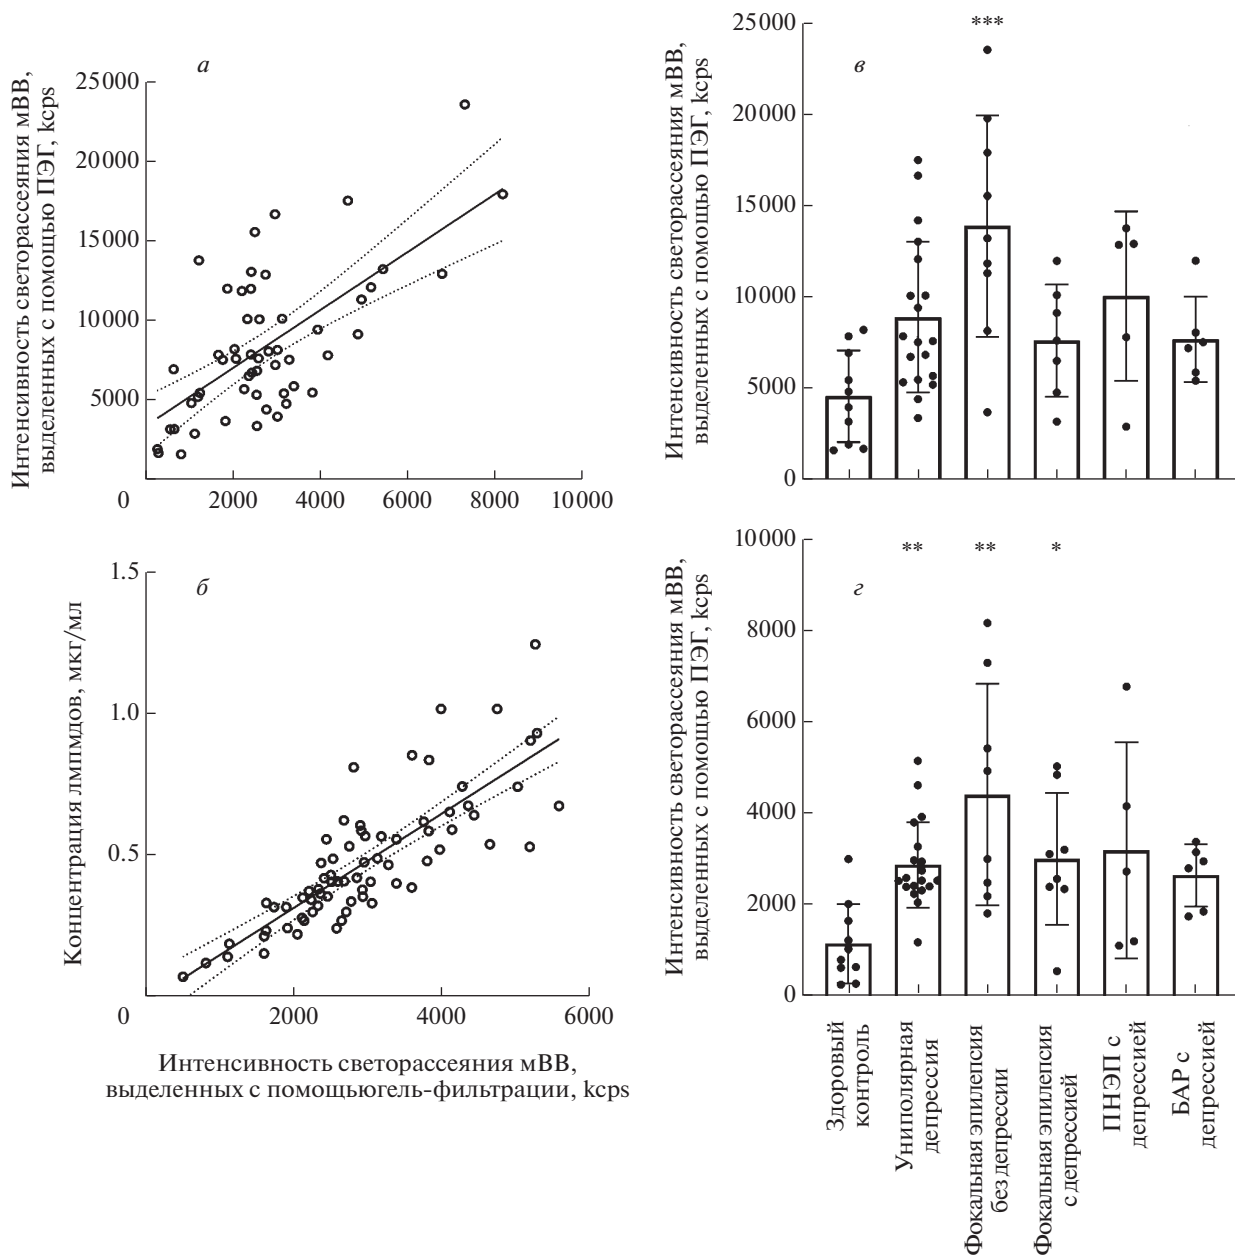 Интенсивность светорассеяния мВВ,
выделенных с помощью ПЭГ, kcps
а
25000
20000
15000
10000
5000
0
2000
4000
6000
8000
10000
Концентрация лмпмдов, мкг/мл
б
1.5
1.0
0.5
0
2000
4000
6000
Интенсивность светорассеяния мВВ,
выделенных с помощьюгель-фильтрации, kcps
Интенсивность светорассеяния мВВ,
выделенных с помощью ПЭГ, kcps
в
***
25000
20000
15000
10000
5000
0
Интенсивность светорассеяния мВВ,
выделенных с помощью ПЭГ, kcps
г
**
**
*
10000
8000
6000
4000
2000
0
Здоровый
контроль
Униполярная
депрессия
Фокальная эпилепсия
без депрессии
Фокальная эпилепсия
с депрессией
ПНЭП с
депрессией
БАР с
депрессией